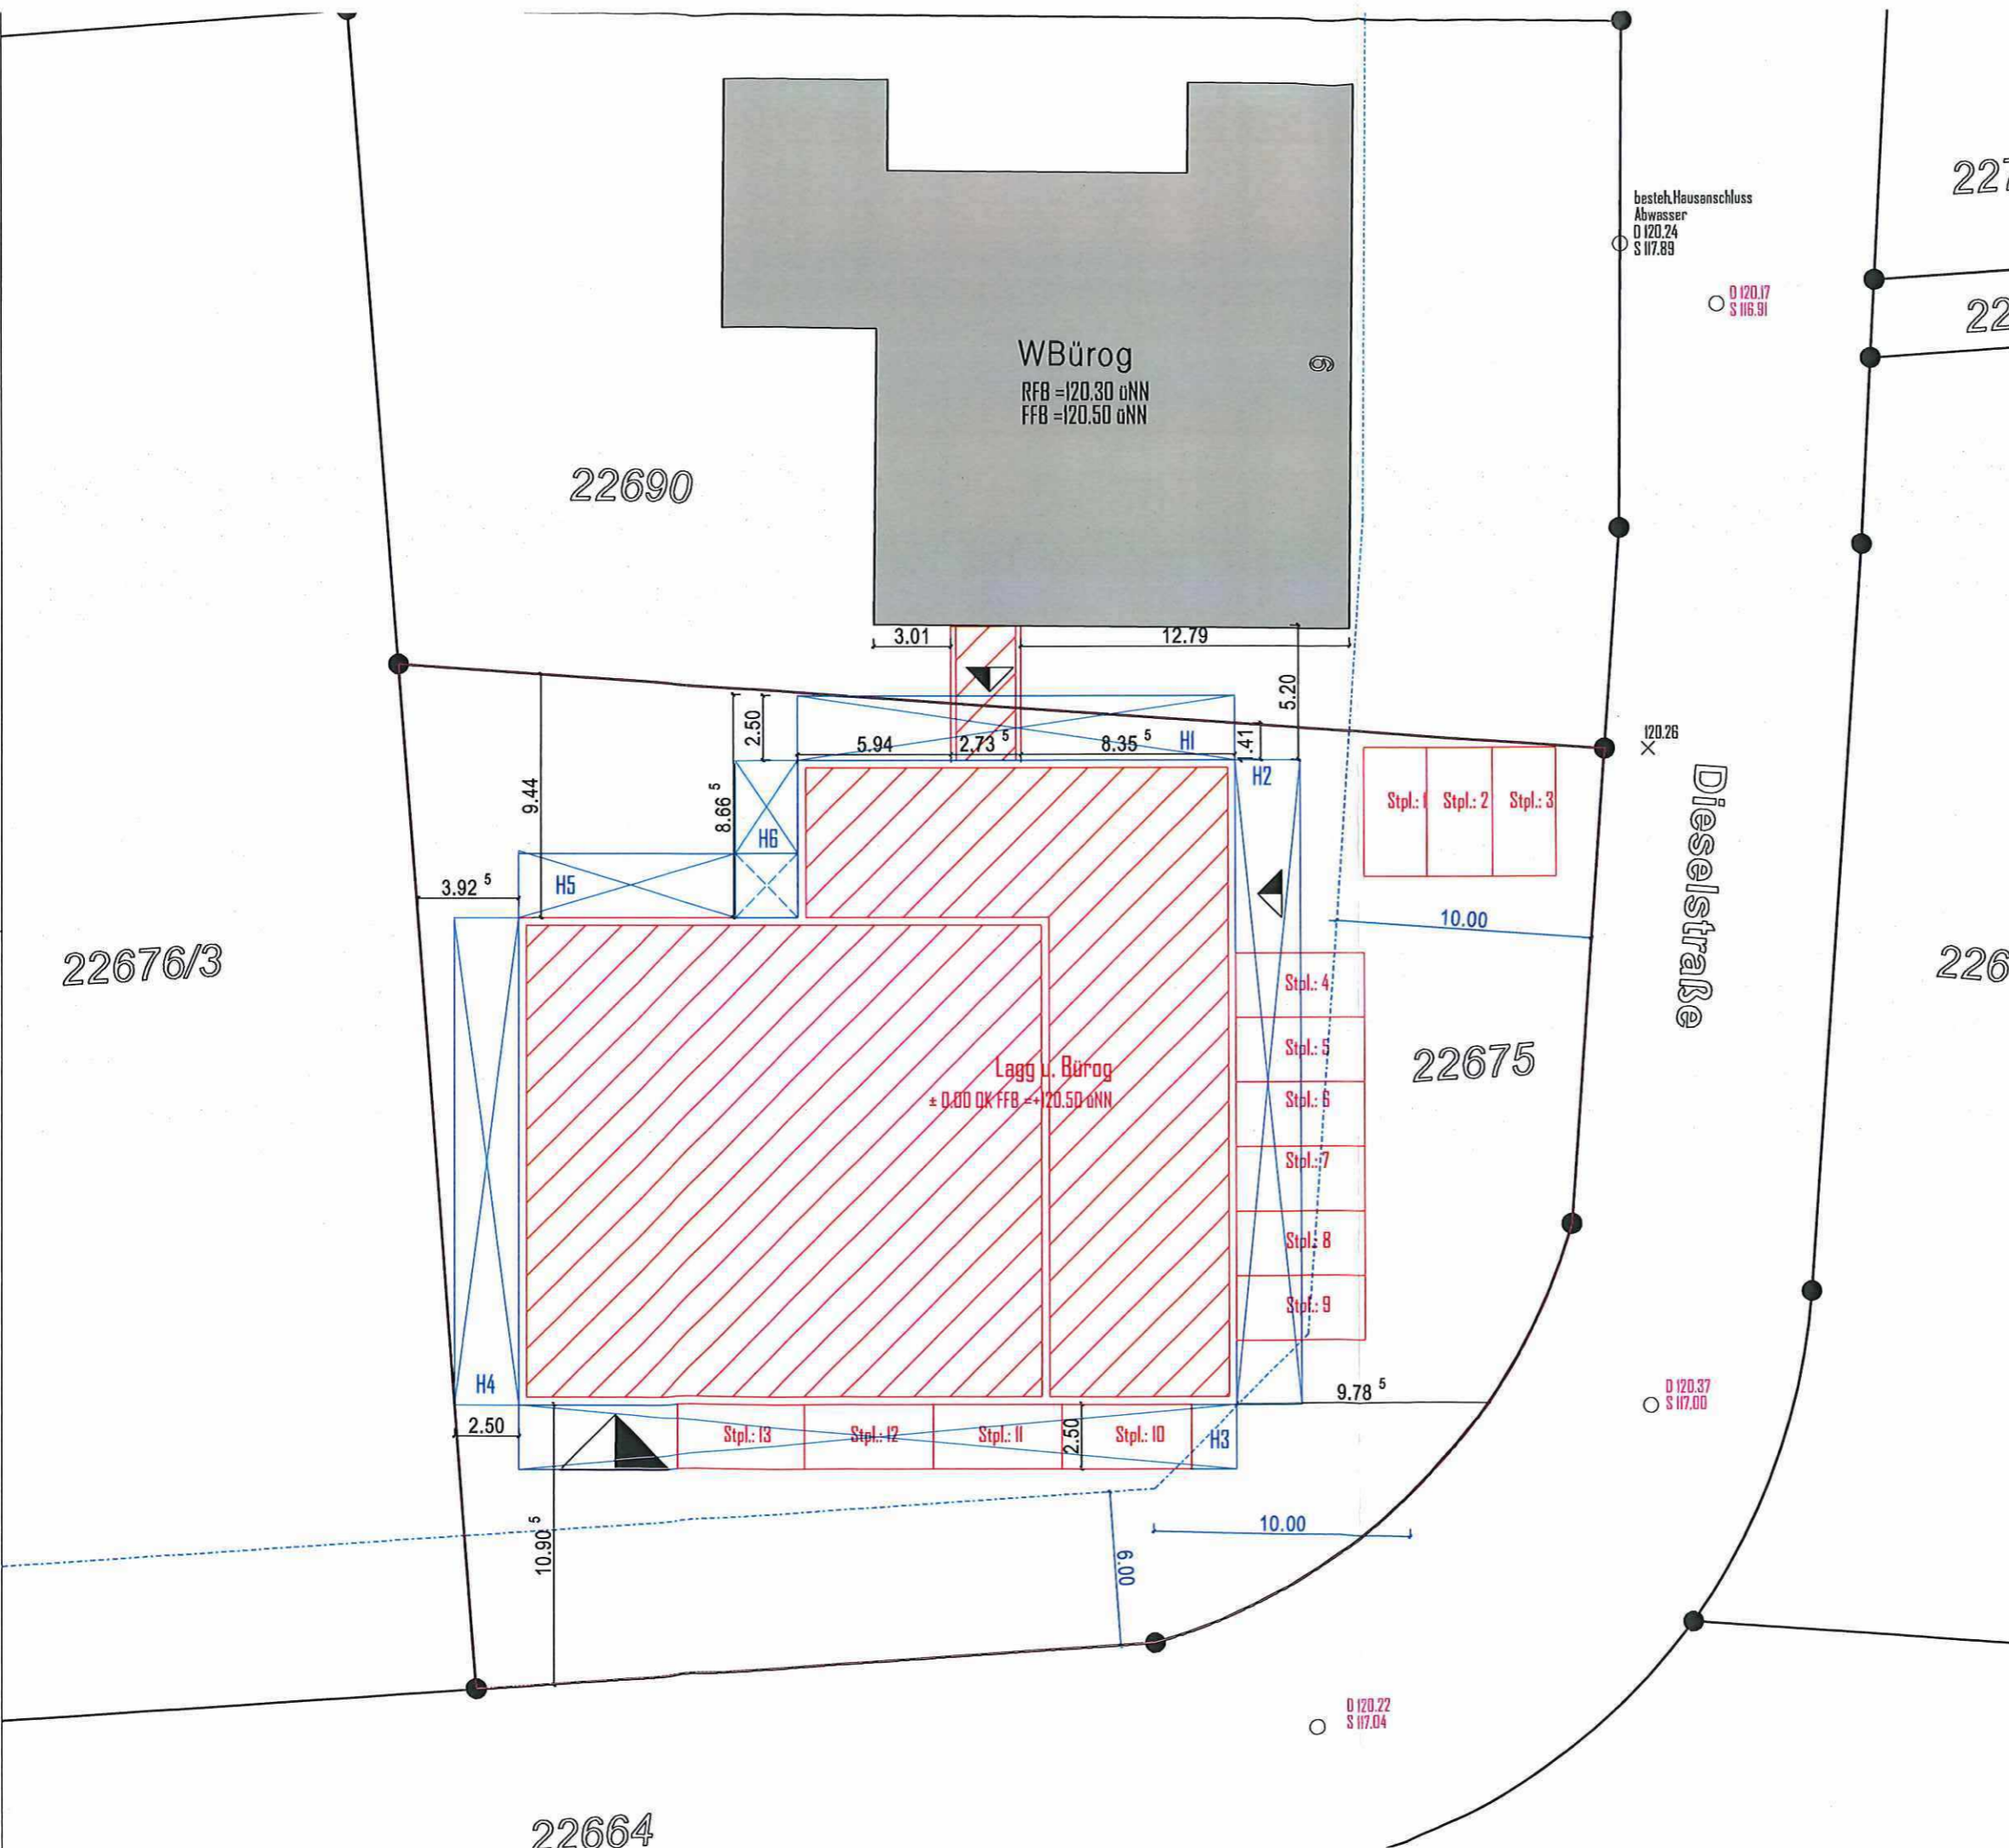 WBürog
RFB =120.30 üNN
FFB =120.50 üNN
9
besteh.Hausanschluss
Abwasser
D 120.24
S 117.89
D 120.17
S 116.91
22690
3.01
12.79
5.20
2.50
5.94
2,73 5
8.35 5
H1
1.41
120.26
H2
9.44
8.66 5
H6
Stpl.: 1
Stpl.: 2
Stpl.: 3
Dieselstraße
3.92 5
H5
10.00
22676/3
Stpl.: 4
Stpl.: 5
22675
Lagg u. Bürog
± 0.00 OK FFB =+120.50 üNN
Stpl.: 6
Stpl.: 7
Stpl.: 8
Stpl.: 9
H4
9.78 5
D 120.37
S 117.00
2.50
Stpl.: 13
Stpl.: 12
Stpl.: 11
2.50
Stpl.: 10
H3
10.90 5
10.00
6.00
D 120.22
S 117.04
22664